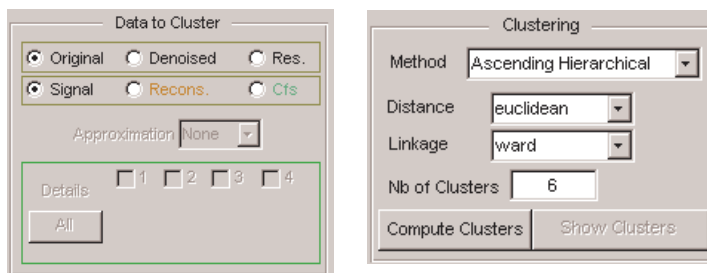 Data to Cluster
Original Denoised Res.
Signal Recons. Cfs
Approximation None
Details 1 2 3 4
All
Clustering
Method Ascending Hierarchical
Distance euclidean
Linkage ward
Nb of Clusters 6
Compute Clusters Show Clusters